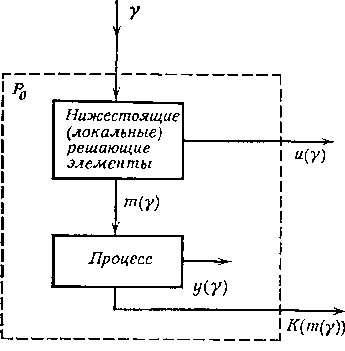 γ
P₀
Нижестоящие
(локальные)
решающие
элементы
u(γ)
m(γ)
Процесс
y(γ)
K(m(γ))